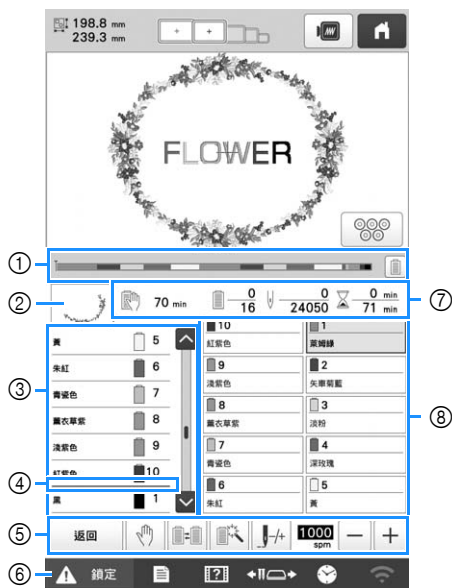 198.8 mm
239.3 mm
FLOWER
①
②
70 min
0
16
0
24050
0 min
71 min
⑦
③
黃 5
朱紅 6
青瓷色 7
薰衣草紫 8
淺紫色 9
紅紫色 10
④
黑 1
10
紅紫色
1
萊姆綠
9
淺紫色
2
矢車菊藍
8
薰衣草紫
3
淡粉
7
青瓷色
4
深玫瑰
6
朱紅
5
黃
⑧
⑤
返回
-/+
1000
spm
− +
⑥
鎖定
?